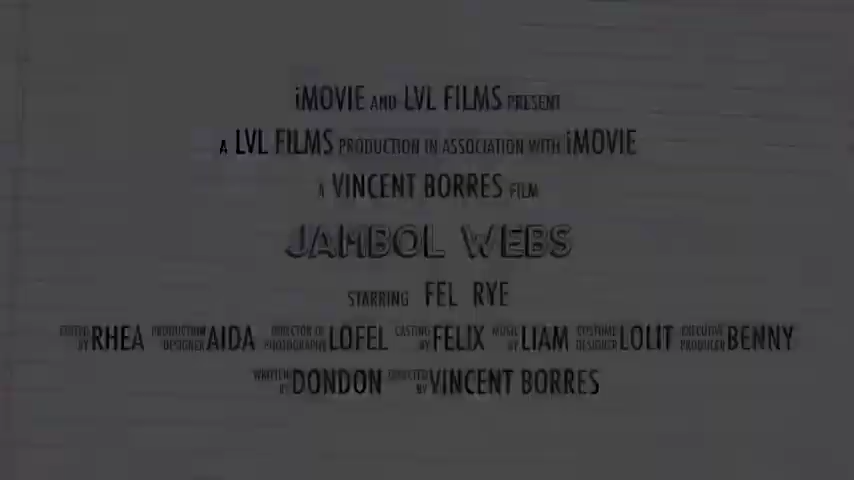 iMOVIE AND LVL FILMS PRESENT
A LVL FILMS PRODUCTION IN ASSOCIATION WITH iMOVIE
A VINCENT BORRES FILM
JAMBOL WEBS
STARRING FEL RYE
EDITED BY RHEA PRODUCTION DESIGNER AIDA DIRECTOR OF PHOTOGRAPHY LOFEL CASTING BY FELIX MUSIC BY LIAM COSTUME DESIGNER LOLIT EXECUTIVE PRODUCER BENNY
WRITTEN BY DONDON DIRECTED BY VINCENT BORRES